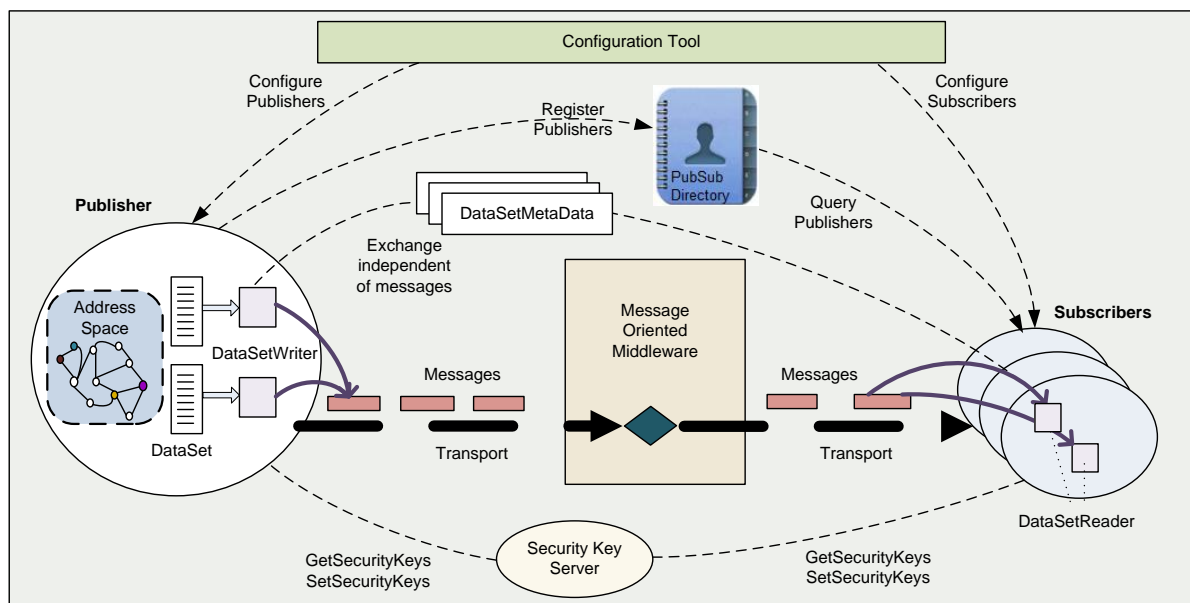 Configuration Tool
Configure
Publishers
Configure
Subscribers
Register
Publishers
PubSub
Directory
Publisher
DataSetMetaData
Query
Publishers
Exchange
independent
of messages
Subscribers
Address
Space
Message
Oriented
Middleware
DataSetWriter
Messages
Messages
DataSet
Transport
Transport
DataSetReader
Security Key
Server
GetSecurityKeys
SetSecurityKeys
GetSecurityKeys
SetSecurityKeys